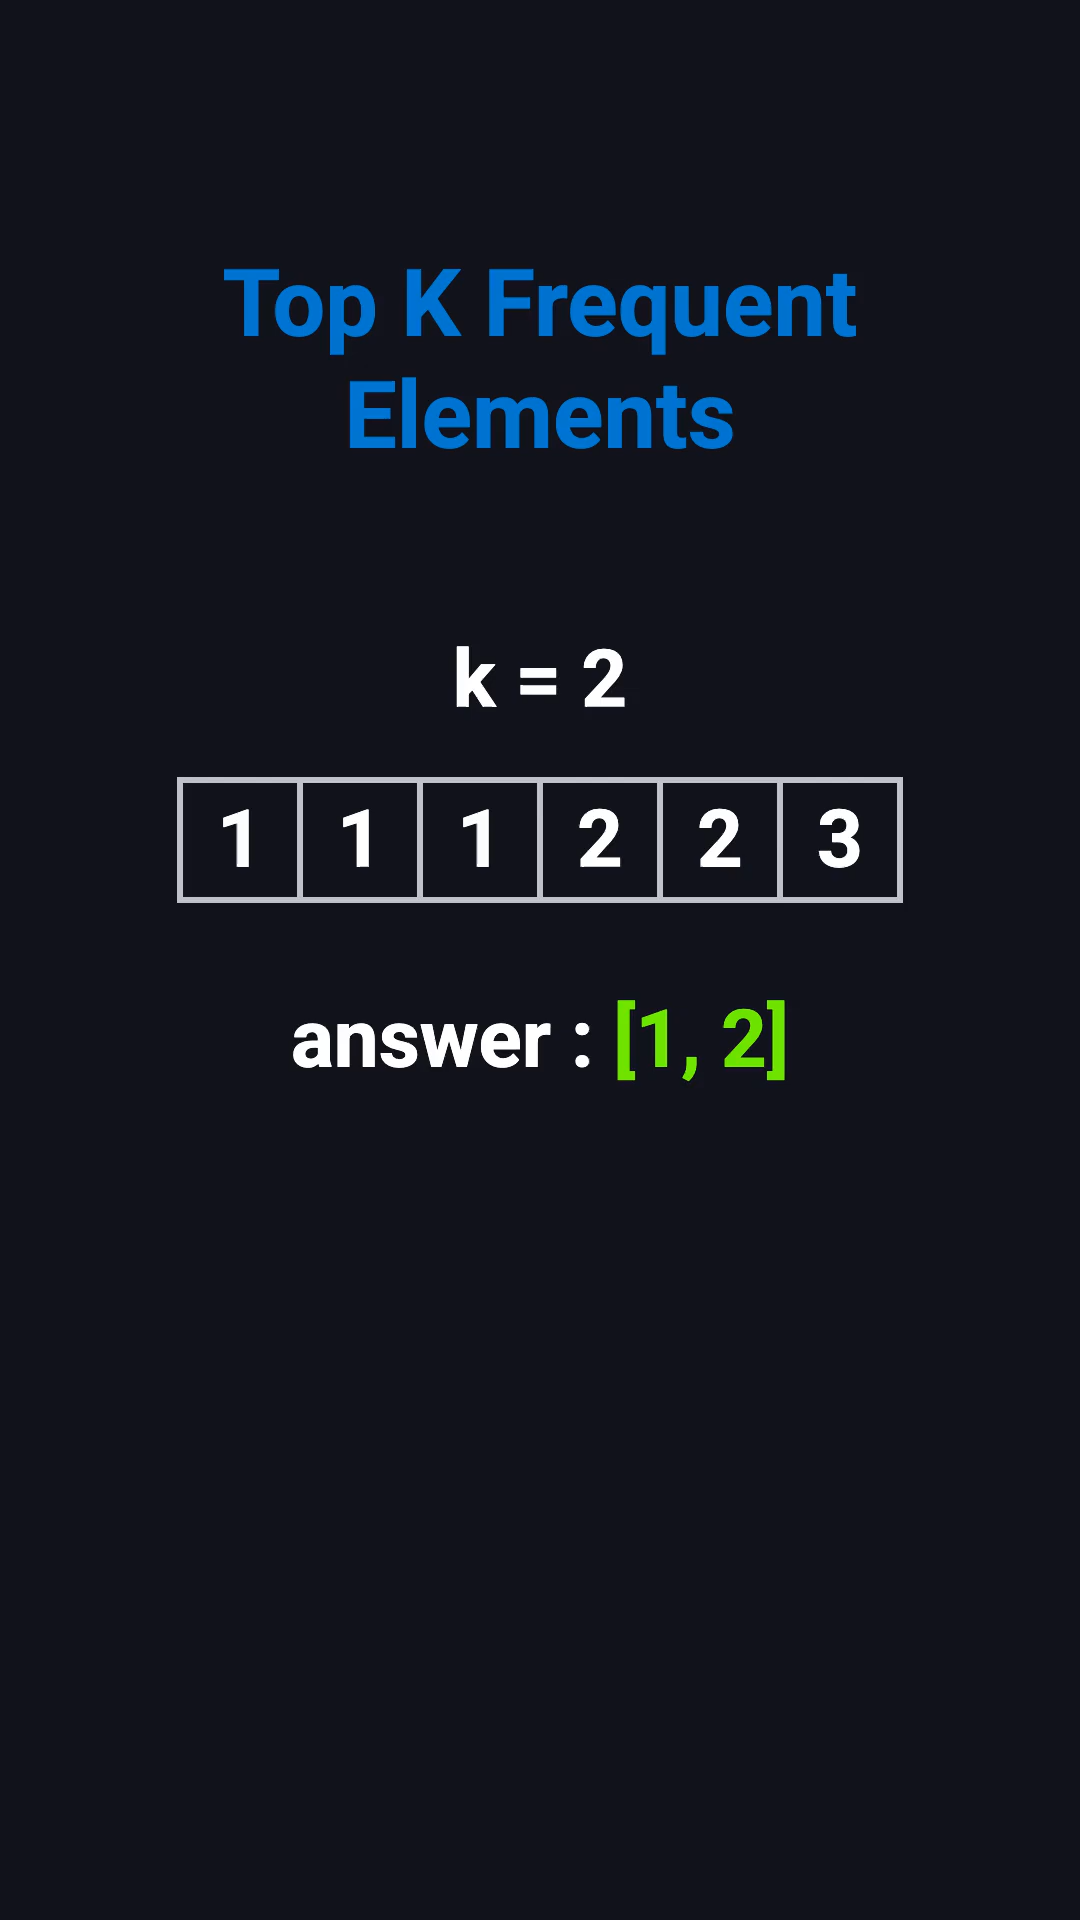 Top K Frequent
Elements
k = 2
1 1 1 2 2 3
answer : [1, 2]